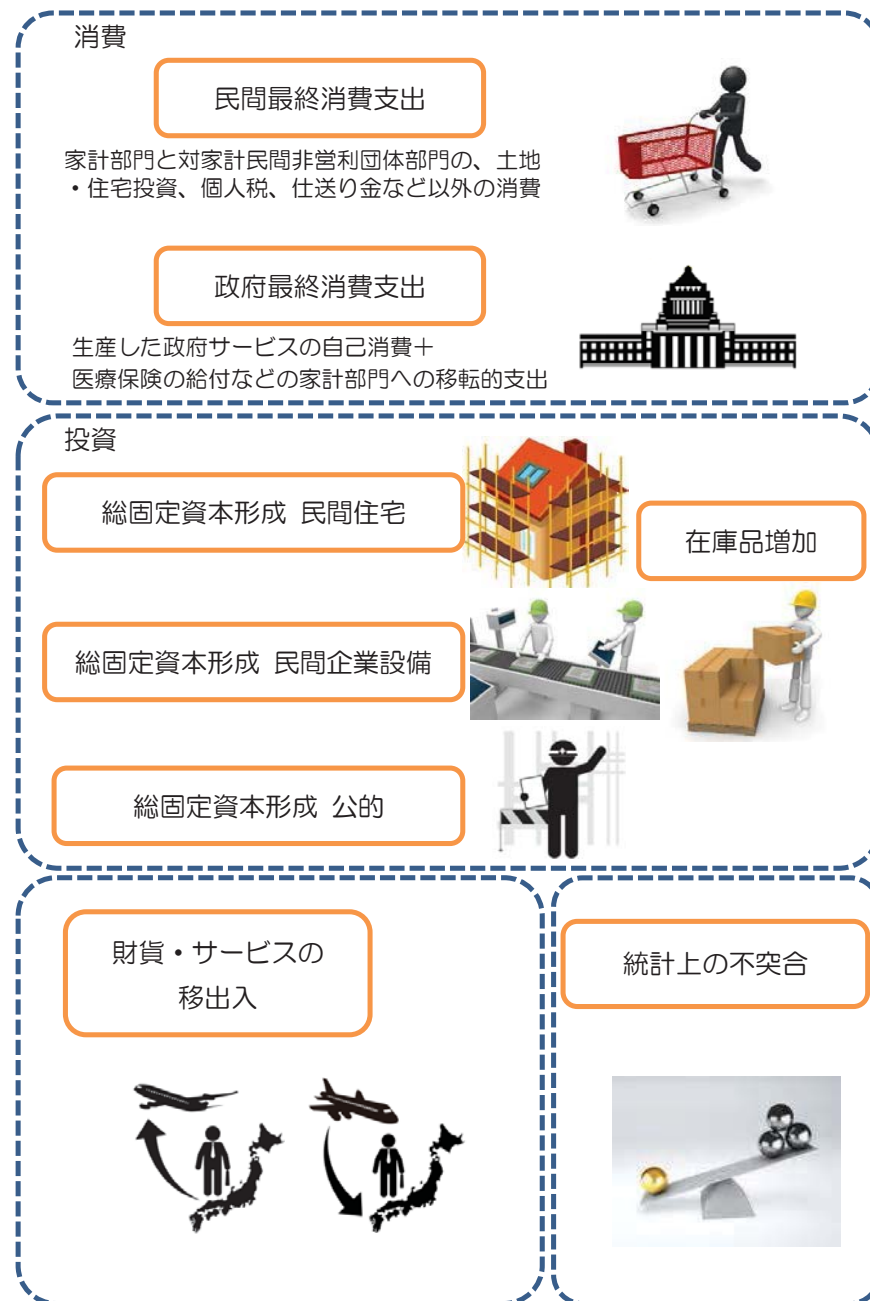 消費
民間最終消費支出
家計部門と対家計民間非営利団体部門の、土地
・住宅投資、個人税、仕送り金など以外の消費
政府最終消費支出
生産した政府サービスの自己消費＋
医療保険の給付などの家計部門への移転的支出
投資
総固定資本形成 民間住宅
在庫品増加
総固定資本形成 民間企業設備
総固定資本形成 公的
財貨・サービスの
移出入
統計上の不突合